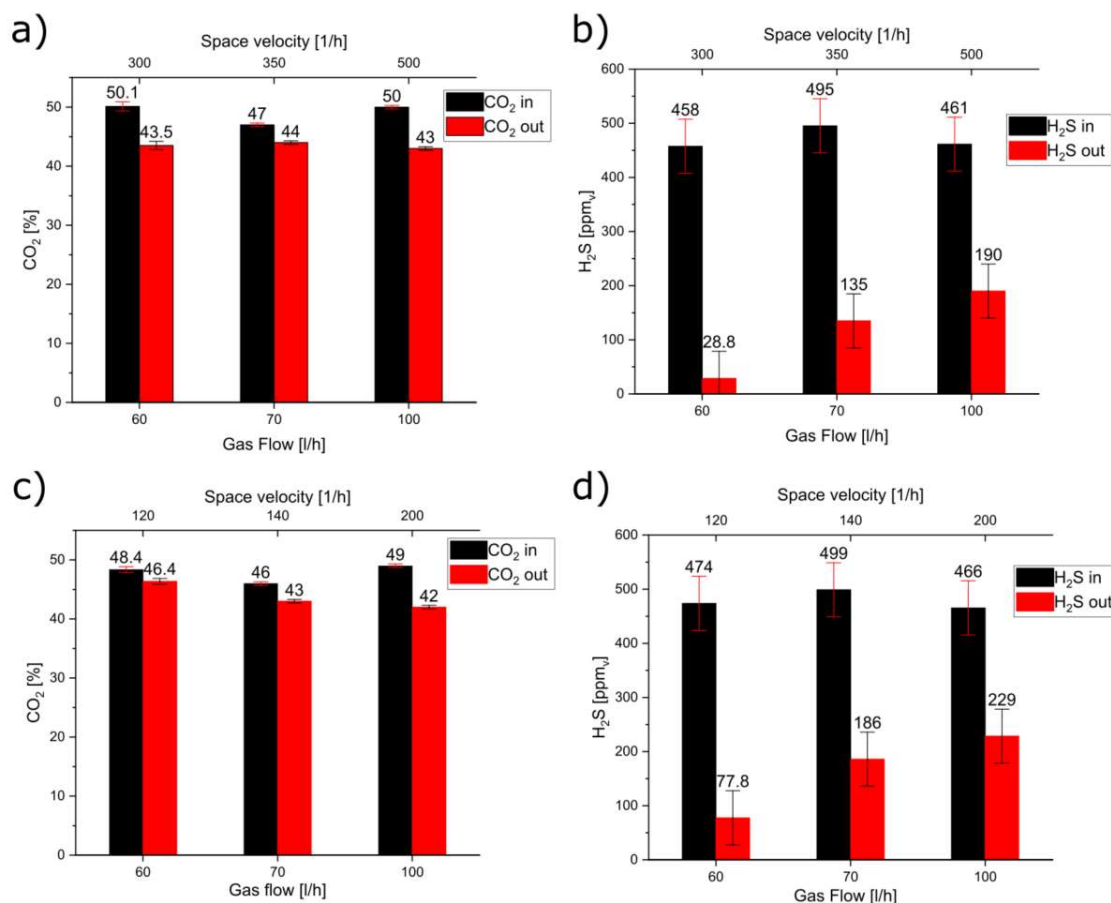 a)
Space velocity [1/h]
300 350 500
60
50
40
30
20
10
0
CO₂ [%]
50.1 43.5 47 44 50 43
CO₂ in
CO₂ out
60 70 100
Gas Flow [l/h]
b)
Space velocity [1/h]
300 350 500
600
500
400
300
200
100
0
H₂S [ppmᵥ]
458 28.8 495 135 461 190
H₂S in
H₂S out
60 70 100
Gas Flow [l/h]
c)
Space velocity [1/h]
120 140 200
50
40
30
20
10
0
CO₂ [%]
48.4 46.4 46 43 49 42
CO₂ in
CO₂ out
60 70 100
Gas flow [l/h]
d)
Space velocity [1/h]
120 140 200
600
500
400
300
200
100
0
H₂S [ppmᵥ]
474 77.8 499 186 466 229
H₂S in
H₂S out
60 70 100
Gas Flow [l/h]